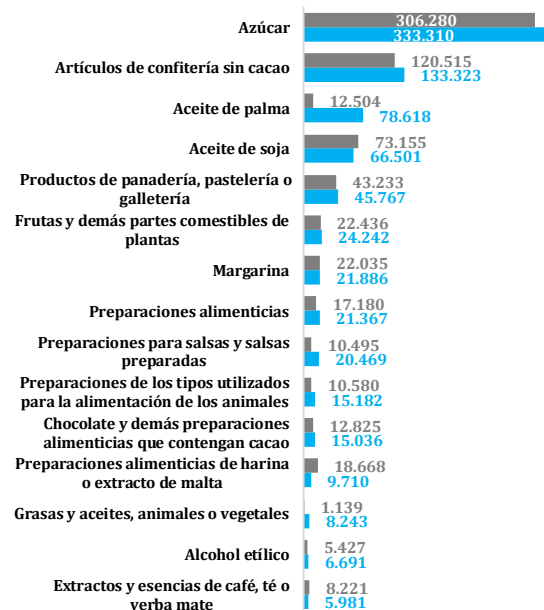 Azúcar
306.280
333.310
Artículos de confitería sin cacao
120.515
133.323
Aceite de palma
12.504
78.618
Aceite de soja
73.155
66.501
Productos de panadería, pastelería o
galletería
43.233
45.767
Frutas y demás partes comestibles de
plantas
22.436
24.242
Margarina
22.035
21.886
Preparaciones alimenticias
17.180
21.367
Preparaciones para salsas y salsas
preparadas
10.495
20.469
Preparaciones de los tipos utilizados
para la alimentación de los animales
10.580
15.182
Chocolate y demás preparaciones
alimenticias que contengan cacao
12.825
15.036
Preparaciones alimenticias de harina
o extracto de malta
18.668
9.710
Grasas y aceites, animales o vegetales
1.139
8.243
Alcohol etílico
5.427
6.691
Extractos y esencias de café, té o
yerba mate
8.221
5.981